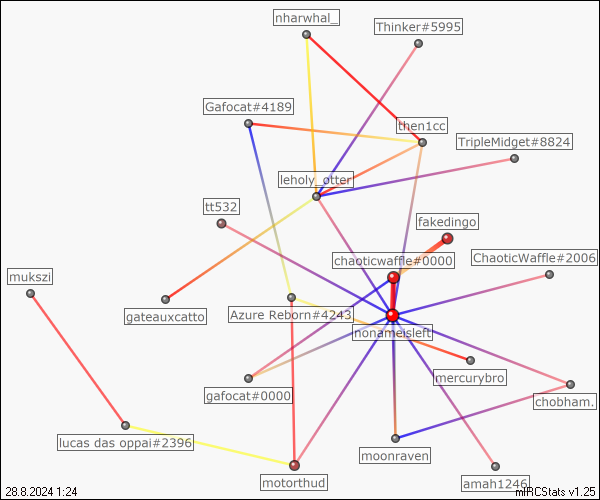 nharwhal_
Thinker#5995
Gafocat#4189
then1cc
TripleMidget#8824
leholy_otter
tt532
fakedingo
chaoticwaffle#0000
ChaoticWaffle#2006
mukszi
gateauxcatto
Azure Reborn#4243
nonameisleft
mercurybro
gafocat#0000
chobham.
lucas das oppai#2396
moonraven
motorthud
amah1246
28.8.2024 1:24
mIRCStats v1.25